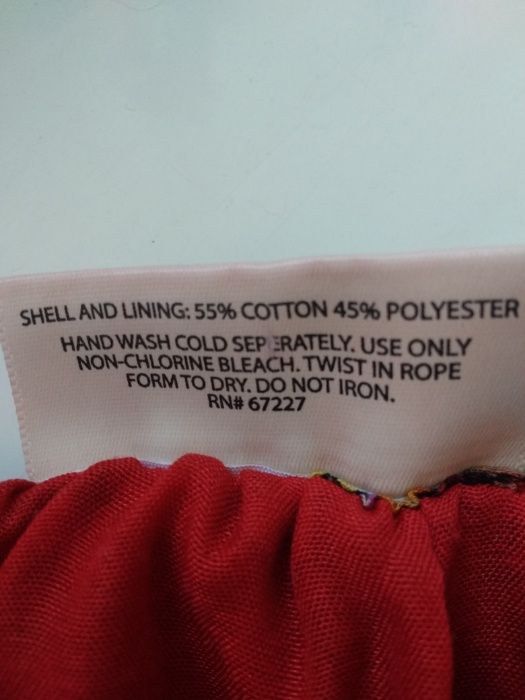 SHELL AND LINING: 55% COTTON 45% POLYESTER
HAND WASH COLD SEPERATELY. USE ONLY
NON-CHLORINE BLEACH. TWIST IN ROPE
FORM TO DRY. DO NOT IRON.
RN# 67227